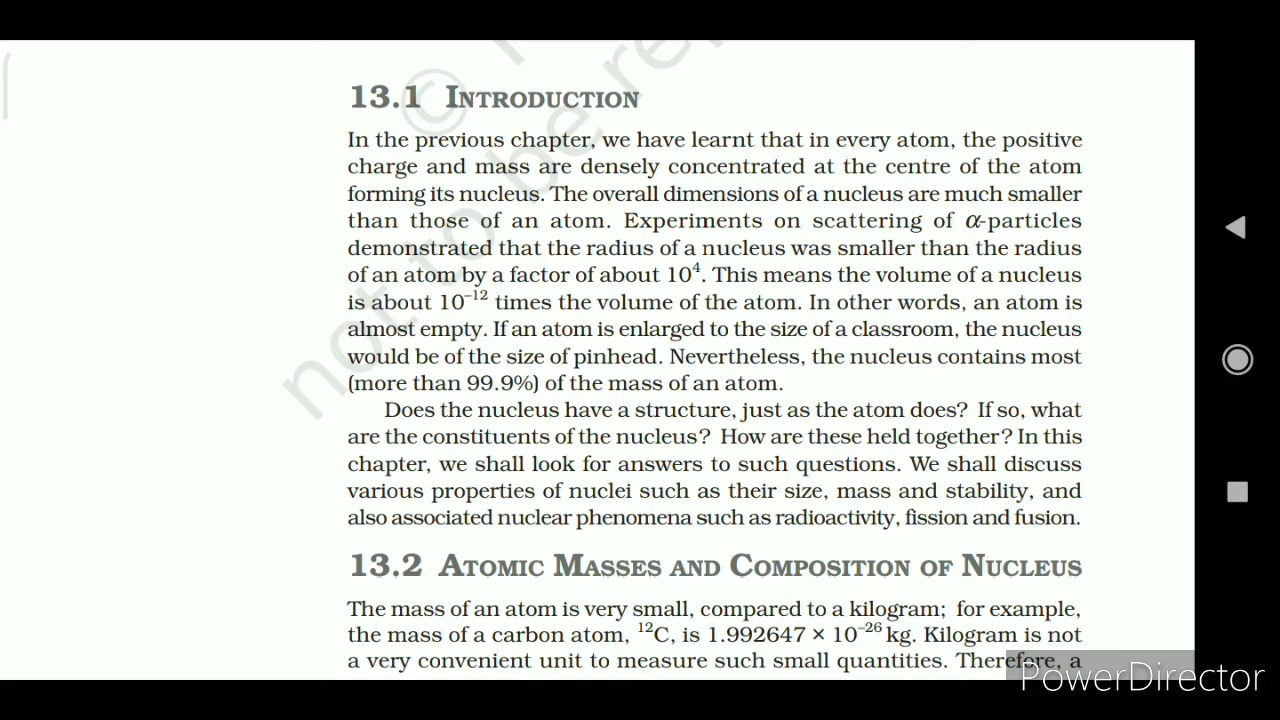 13.1 INTRODUCTION
In the previous chapter, we have learnt that in every atom, the positive
charge and mass are densely concentrated at the centre of the atom
forming its nucleus. The overall dimensions of a nucleus are much smaller
than those of an atom. Experiments on scattering of α-particles
demonstrated that the radius of a nucleus was smaller than the radius
of an atom by a factor of about 10⁴. This means the volume of a nucleus
is about 10⁻¹² times the volume of the atom. In other words, an atom is
almost empty. If an atom is enlarged to the size of a classroom, the nucleus
would be of the size of pinhead. Nevertheless, the nucleus contains most
(more than 99.9%) of the mass of an atom.
Does the nucleus have a structure, just as the atom does? If so, what
are the constituents of the nucleus? How are these held together? In this
chapter, we shall look for answers to such questions. We shall discuss
various properties of nuclei such as their size, mass and stability, and
also associated nuclear phenomena such as radioactivity, fission and fusion.
13.2 ATOMIC MASSES AND COMPOSITION OF NUCLEUS
The mass of an atom is very small, compared to a kilogram; for example,
the mass of a carbon atom, ¹²C, is 1.992647 × 10⁻²⁶ kg. Kilogram is not
a very convenient unit to measure such small quantities. Therefore, a
PowerDirector
©
not to be re